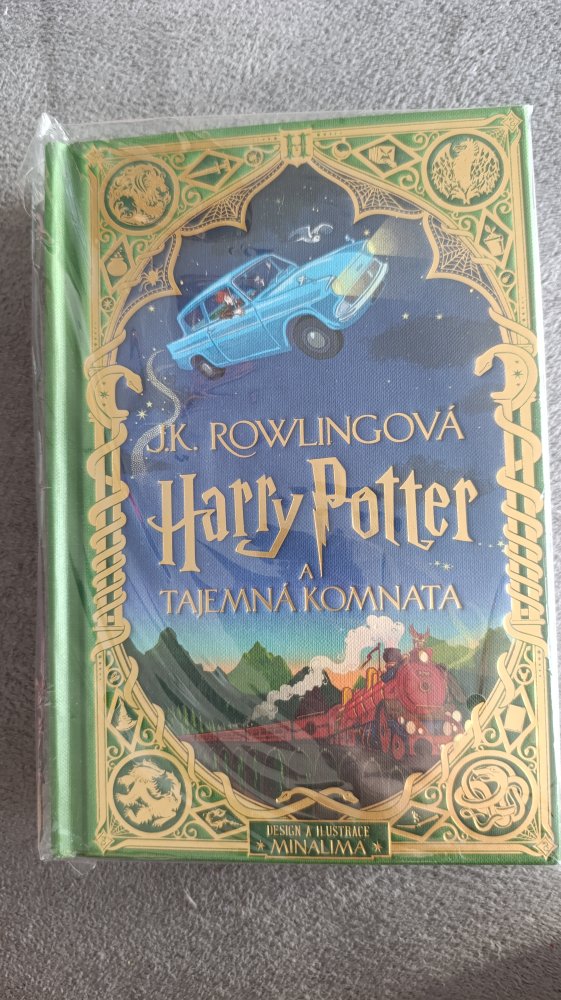 H
J.K. ROWLINGOVÁ
Harry Potter
A
TAJEMNÁ KOMNATA
DESIGN A ILUSTRACE
MINALIMA